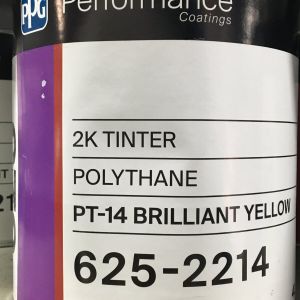 PPG
Performance
Coatings
2K TINTER
POLYTHANE
PT-14 BRILLIANT YELLOW
625-2214